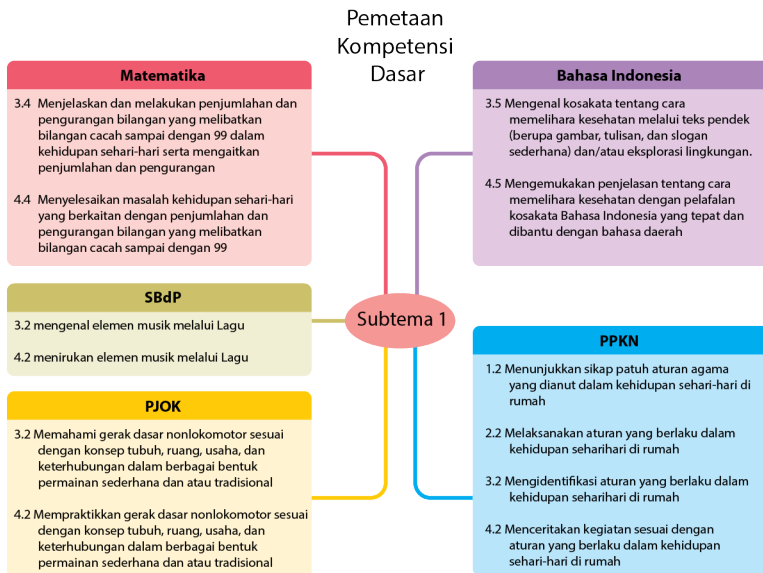 Pemetaan
Kompetensi
Dasar
Matematika
3.4 Menjelaskan dan melakukan penjumlahan dan
pengurangan bilangan yang melibatkan
bilangan cacah sampai dengan 99 dalam
kehidupan sehari-hari serta mengaitkan
penjumlahan dan pengurangan
4.4 Menyelesaikan masalah kehidupan sehari-hari
yang berkaitan dengan penjumlahan dan
pengurangan bilangan yang melibatkan
bilangan cacah sampai dengan 99
Bahasa Indonesia
3.5 Mengenal kosakata tentang cara
memelihara kesehatan melalui teks pendek
(berupa gambar, tulisan, dan slogan
sederhana) dan/atau eksplorasi lingkungan.
4.5 Mengemukakan penjelasan tentang cara
memelihara kesehatan dengan pelafalan
kosakata Bahasa Indonesia yang tepat dan
dibantu dengan bahasa daerah
SBdP
3.2 mengenal elemen musik melalui Lagu
4.2 menirukan elemen musik melalui Lagu
Subtema 1
PJOK
3.2 Memahami gerak dasar nonlokomotor sesuai
dengan konsep tubuh, ruang, usaha, dan
keterhubungan dalam berbagai bentuk
permainan sederhana dan atau tradisional
4.2 Mempraktikkan gerak dasar nonlokomotor sesuai
dengan konsep tubuh, ruang, usaha, dan
keterhubungan dalam berbagai bentuk
permainan sederhana dan atau tradisional
PPKN
1.2 Menunjukkan sikap patuh aturan agama
yang dianut dalam kehidupan sehari-hari di
rumah
2.2 Melaksanakan aturan yang berlaku dalam
kehidupan seharihari di rumah
3.2 Mengidentifikasi aturan yang berlaku dalam
kehidupan seharihari di rumah
4.2 Menceritakan kegiatan sesuai dengan
aturan yang berlaku dalam kehidupan
sehari-hari di rumah